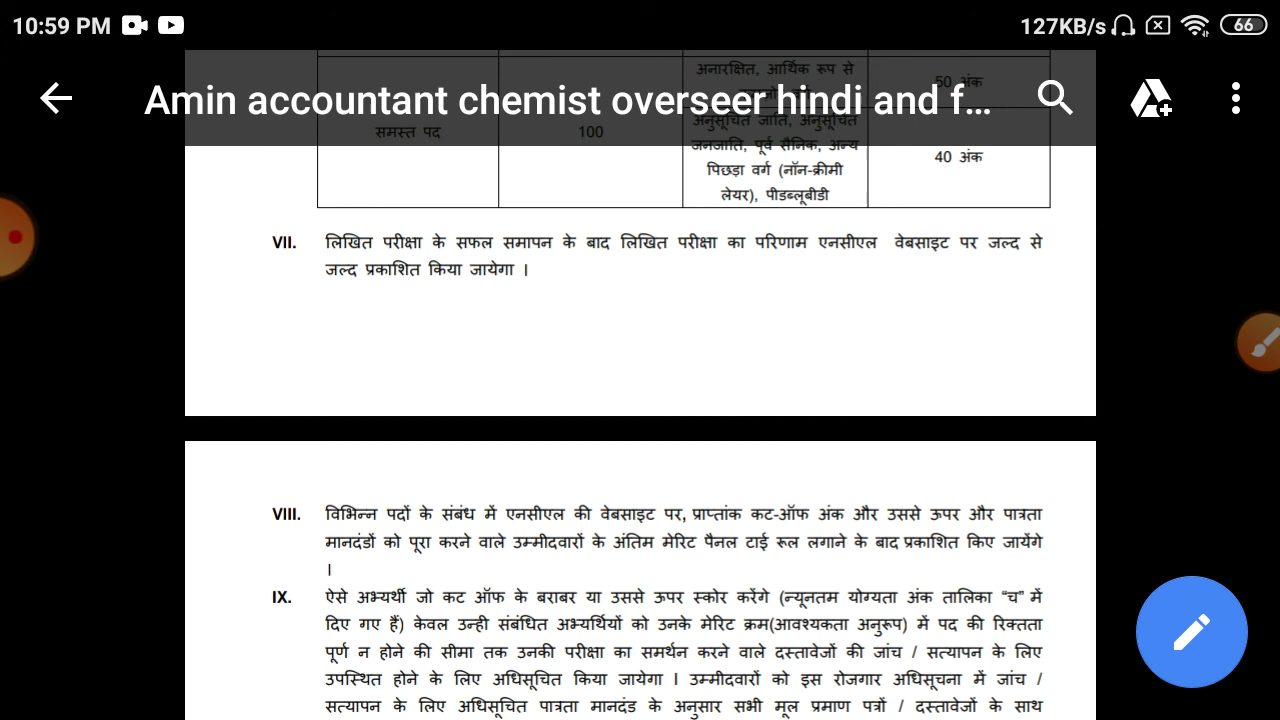 10:59 PM 127KB/s 66
अनारक्षित, आर्थिक रूप से
50 अंक
Amin accountant chemist overseer hindi and f...
अनुसूचित जाति, अनुसूचित
समस्त पद 100 जनजाति, पूर्व सैनिक, अन्य
40 अंक
पिछड़ा वर्ग (नॉन-क्रीमी
लेयर), पीडब्लूबीडी
VII. लिखित परीक्षा के सफल समापन के बाद लिखित परीक्षा का परिणाम एनसीएल वेबसाइट पर जल्द से
जल्द प्रकाशित किया जायेगा ।
VIII. विभिन्न पदों के संबंध में एनसीएल की वेबसाइट पर, प्राप्तांक कट-ऑफ अंक और उससे ऊपर और पात्रता
मानदंडों को पूरा करने वाले उम्मीदवारों के अंतिम मेरिट पैनल टाई रूल लगाने के बाद प्रकाशित किए जायेंगे
।
IX. ऐसे अभ्यर्थी जो कट ऑफ के बराबर या उससे ऊपर स्कोर करेंगे (न्यूनतम योग्यता अंक तालिका “च” में
दिए गए हैं) केवल उन्ही संबंधित अभ्यर्थियों को उनके मेरिट क्रम(आवश्यकता अनुरूप) में पद की रिक्तता
पूर्ण न होने की सीमा तक उनकी परीक्षा का समर्थन करने वाले दस्तावेजों की जांच / सत्यापन के लिए
उपस्थित होने के लिए अधिसूचित किया जायेगा । उम्मीदवारों को इस रोजगार अधिसूचना में जांच /
सत्यापन के लिए अधिसूचित पात्रता मानदंड के अनुसार सभी मूल प्रमाण पत्रों / दस्तावेजों के साथ